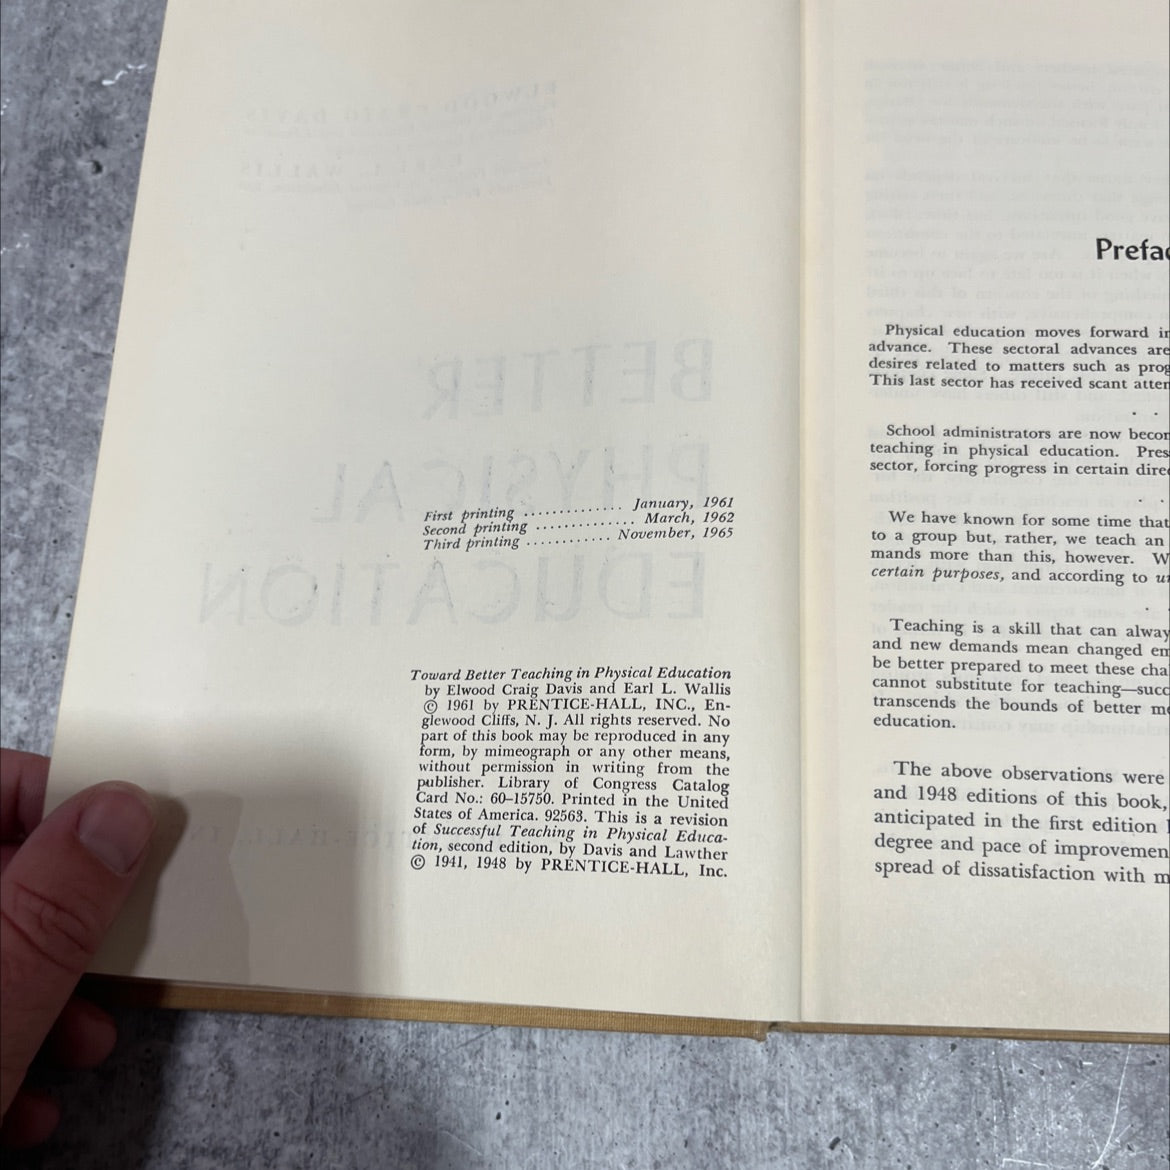 First printing ............. January, 1961
Second printing ............. March, 1962
Third printing ........... November, 1965
Toward Better Teaching in Physical Education
by Elwood Craig Davis and Earl L. Wallis
© 1961 by PRENTICE-HALL, INC., En-
glewood Cliffs, N. J. All rights reserved. No
part of this book may be reproduced in any
form, by mimeograph or any other means,
without permission in writing from the
publisher. Library of Congress Catalog
Card No.: 60–15750. Printed in the United
States of America. 92563. This is a revision
of Successful Teaching in Physical Educa-
tion, second edition, by Davis and Lawther
© 1941, 1948 by PRENTICE-HALL, Inc.
Prefac
Physical education moves forward in
advance. These sectoral advances are
desires related to matters such as prog
This last sector has received scant atten
. .
School administrators are now becom
teaching in physical education. Pres
sector, forcing progress in certain direc
. .
We have known for some time that
to a group but, rather, we teach an
mands more than this, however. W
certain purposes, and according to un
.
Teaching is a skill that can alway
and new demands mean changed em
be better prepared to meet these cha
cannot substitute for teaching—succ
transcends the bounds of better me
education.
The above observations were
and 1948 editions of this book,
anticipated in the first edition
degree and pace of improvemen
spread of dissatisfaction with m